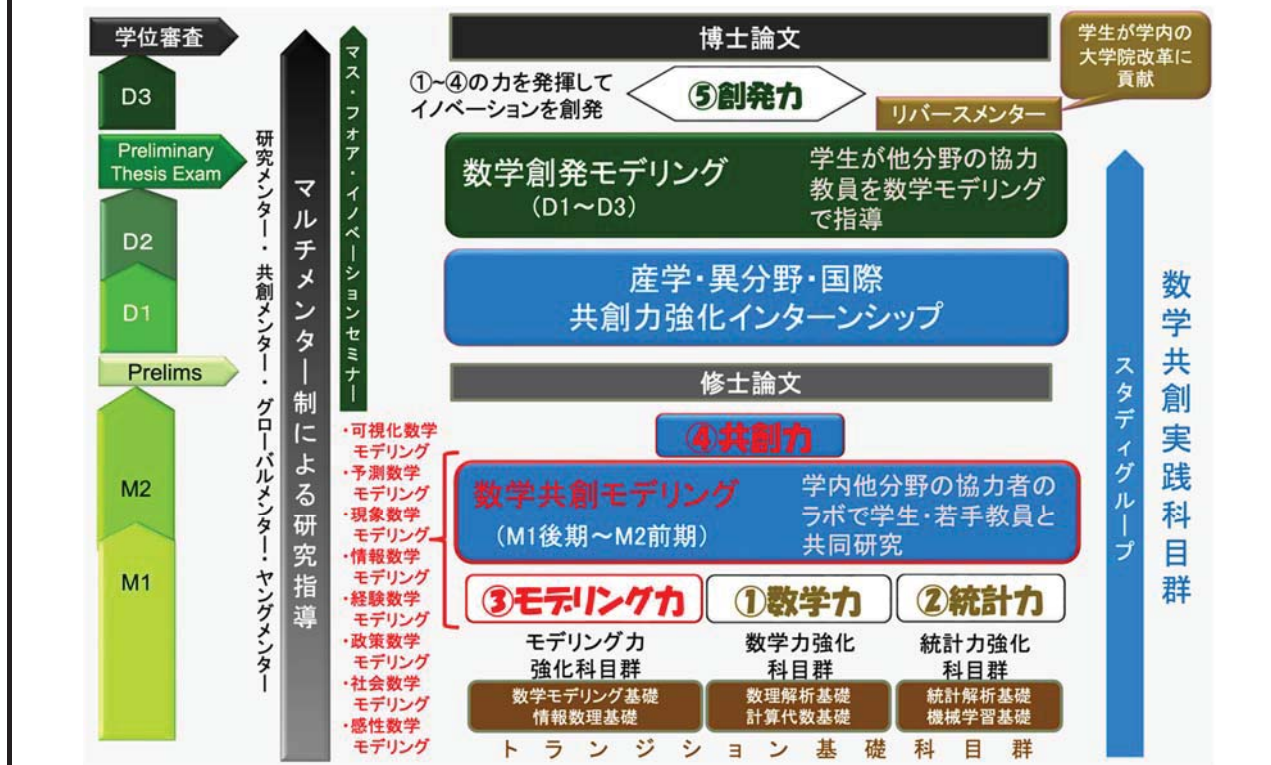 学位審査
D3
Preliminary
Thesis Exam
D2
D1
Prelims
M2
M1
研究メンター・共創メンター・グローバルメンター・ヤングメンター
マルチメンター制による研究指導
マス・フォア・イノベーションセミナー
博士論文
学生が学内の
大学院改革に
貢献
①~④の力を発揮して
イノベーションを創発
⑤創発力
リバースメンター
数学創発モデリング
(D1~D3)
学生が他分野の協力
教員を数学モデリング
で指導
産学・異分野・国際
共創力強化インターンシップ
修士論文
④共創力
・可視化数学
モデリング
・予測数学
モデリング
・現象数学
モデリング
・情報数学
モデリング
・経験数学
モデリング
・政策数学
モデリング
・社会数学
モデリング
・感性数学
モデリング
数学共創モデリング
(M1後期~M2前期)
学内他分野の協力者の
ラボで学生・若手教員と
共同研究
③モデリング力
①数学力
②統計力
モデリング力
強化科目群
数学力強化
科目群
統計力強化
科目群
数学モデリング基礎
情報数理基礎
数理解析基礎
計算代数基礎
統計解析基礎
機械学習基礎
トランジション基礎科目群
スタディグループ
数学共創実践科目群